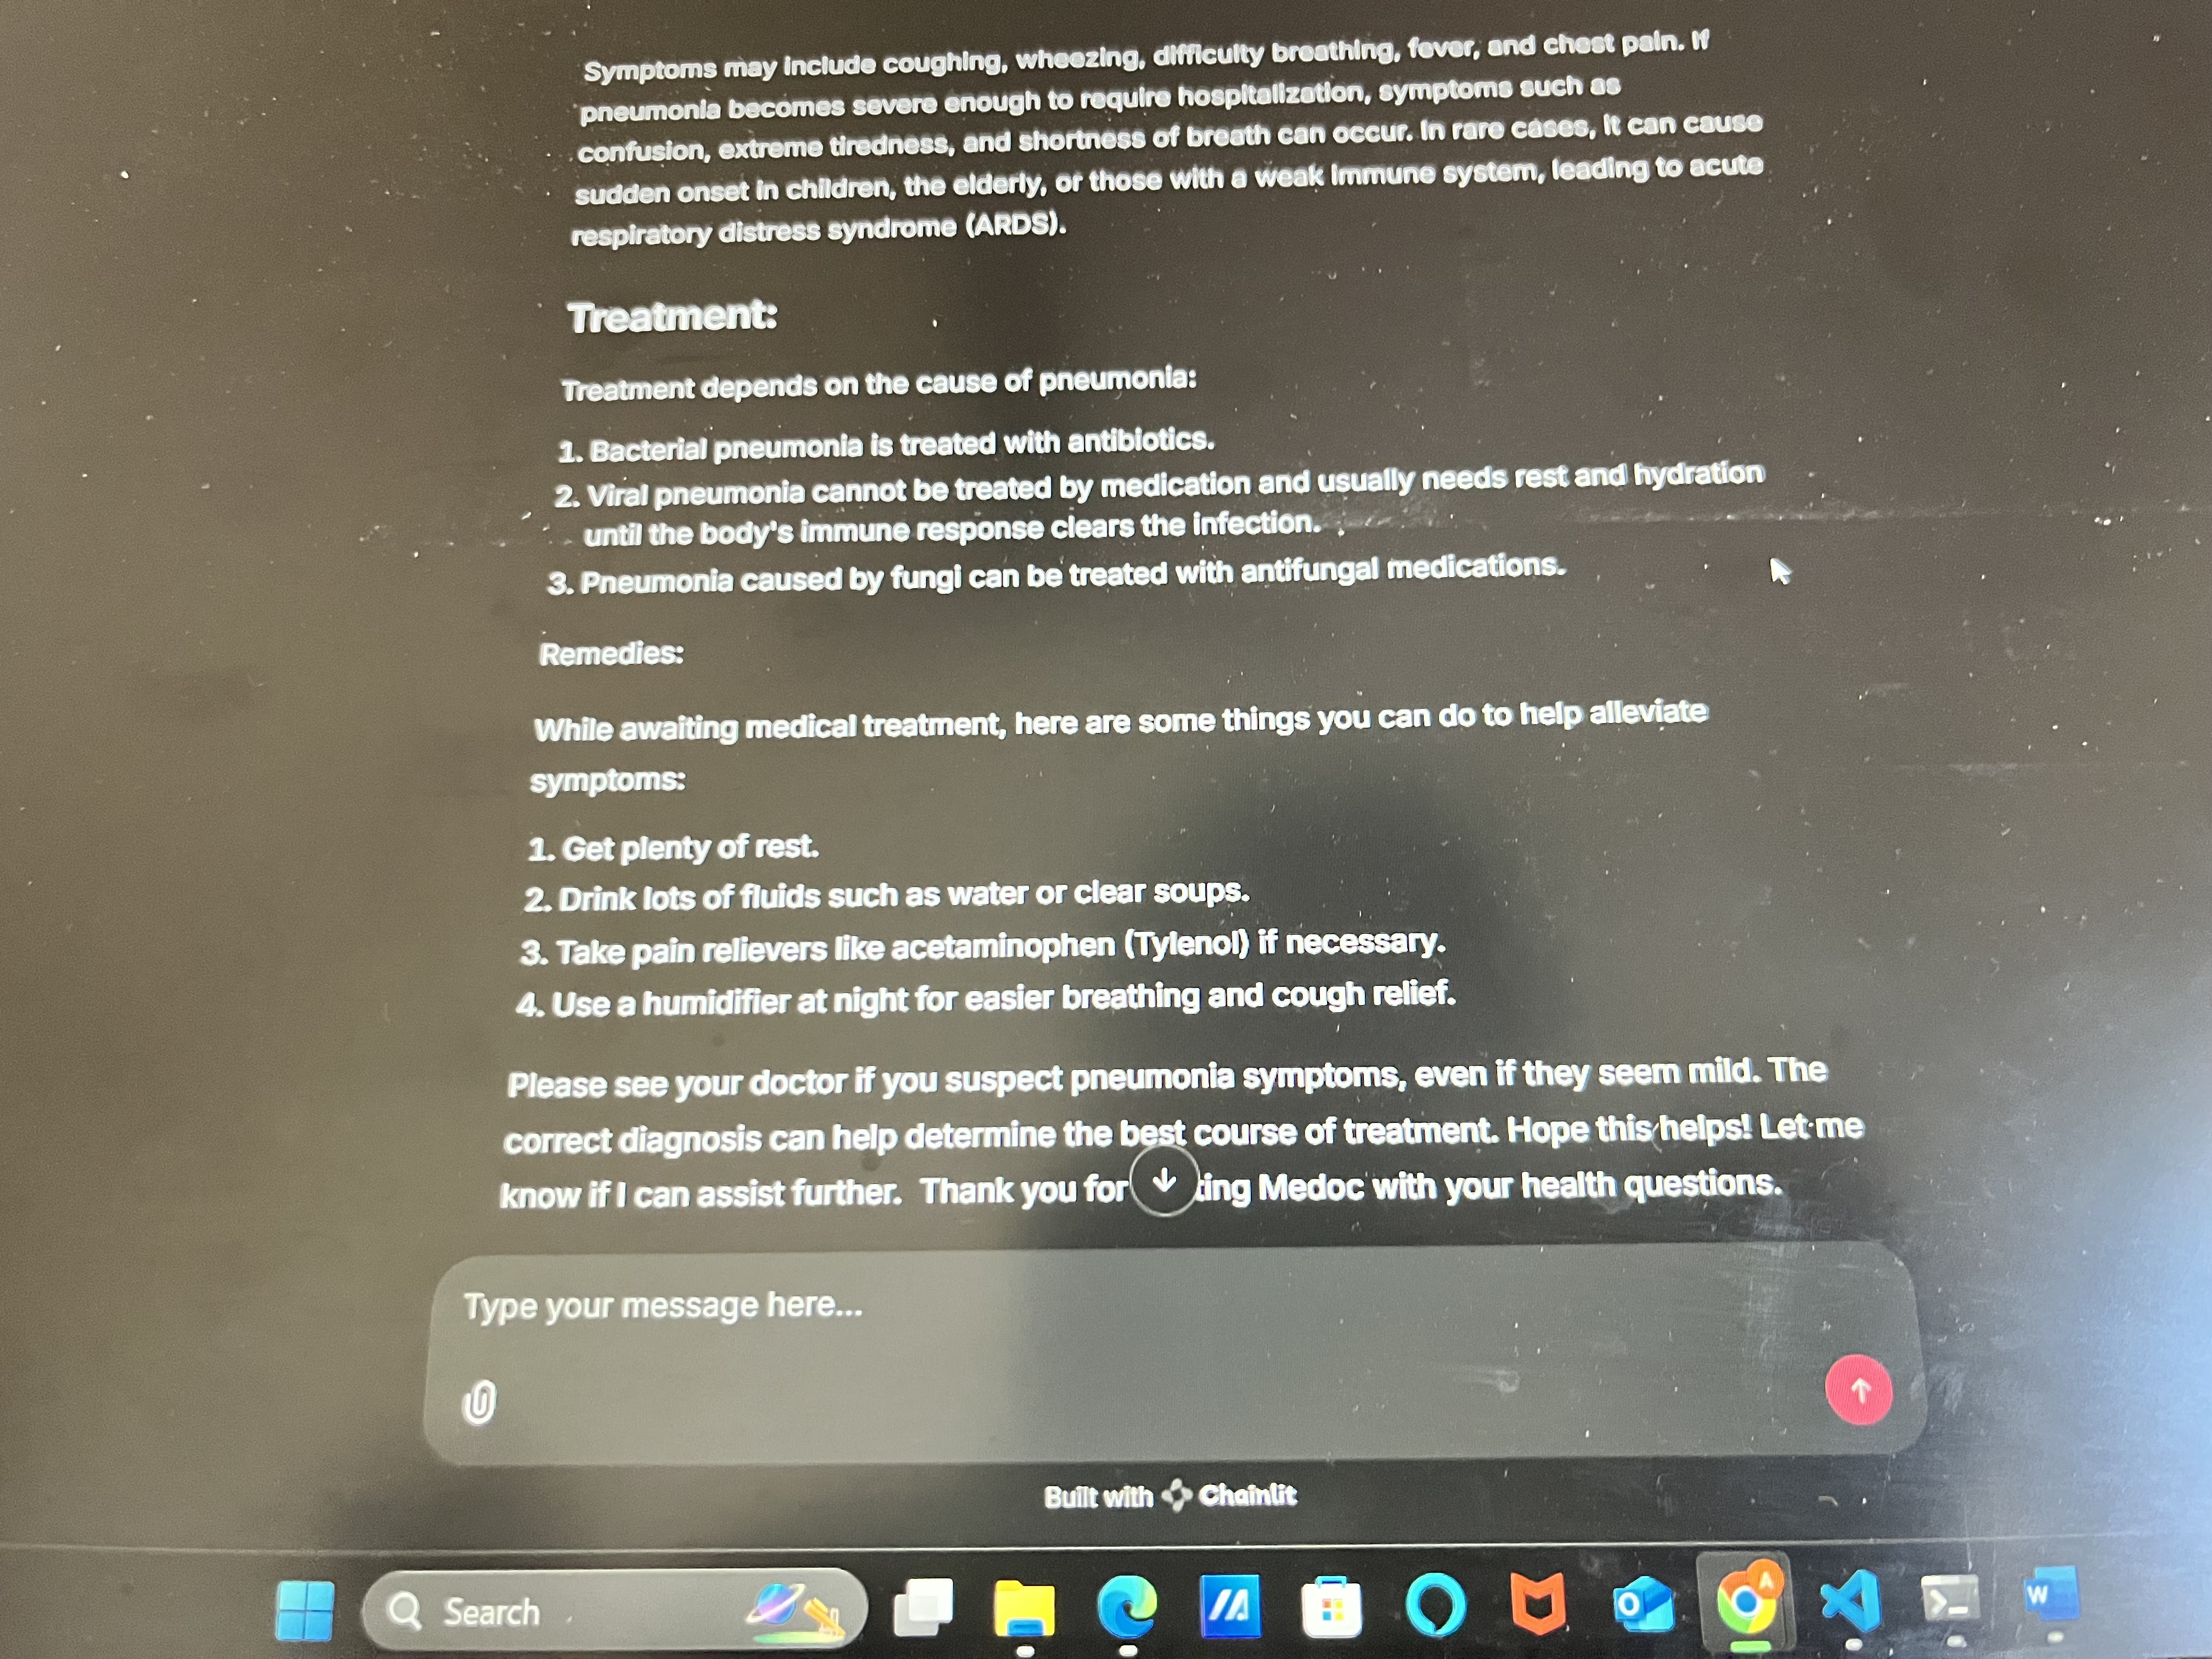 Symptoms may include coughing, wheezing, difficulty breathing, fever, and chest pain. If
pneumonia becomes severe enough to require hospitalization, symptoms such as
confusion, extreme tiredness, and shortness of breath can occur. In rare cases, it can cause
sudden onset in children, the elderly, or those with a weak immune system, leading to acute
respiratory distress syndrome (ARDS).
Treatment:
Treatment depends on the cause of pneumonia:
1. Bacterial pneumonia is treated with antibiotics.
2. Viral pneumonia cannot be treated by medication and usually needs rest and hydration
until the body's immune response clears the infection.
3. Pneumonia caused by fungi can be treated with antifungal medications.
Remedies:
While awaiting medical treatment, here are some things you can do to help alleviate
symptoms:
1. Get plenty of rest.
2. Drink lots of fluids such as water or clear soups.
3. Take pain relievers like acetaminophen (Tylenol) if necessary.
4. Use a humidifier at night for easier breathing and cough relief.
Please see your doctor if you suspect pneumonia symptoms, even if they seem mild. The
correct diagnosis can help determine the best course of treatment. Hope this helps! Let me
know if I can assist further. Thank you for ting Medoc with your health questions.
Type your message here...
Built with Chainlit
Search
A
O
W